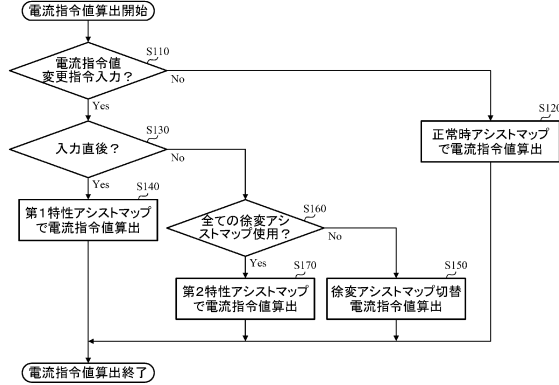 電流指令値算出開始
S110
電流指令値
変更指令入力？
No
Yes
S120
正常時アシストマップ
で電流指令値算出
S130
入力直後？
No
Yes
S140
第１特性アシストマップ
で電流指令値算出
S160
全ての徐変アシ
ストマップ使用？
No
Yes
S170
第２特性アシストマップ
で電流指令値算出
S150
徐変アシストマップ切替
電流指令値算出
電流指令値算出終了